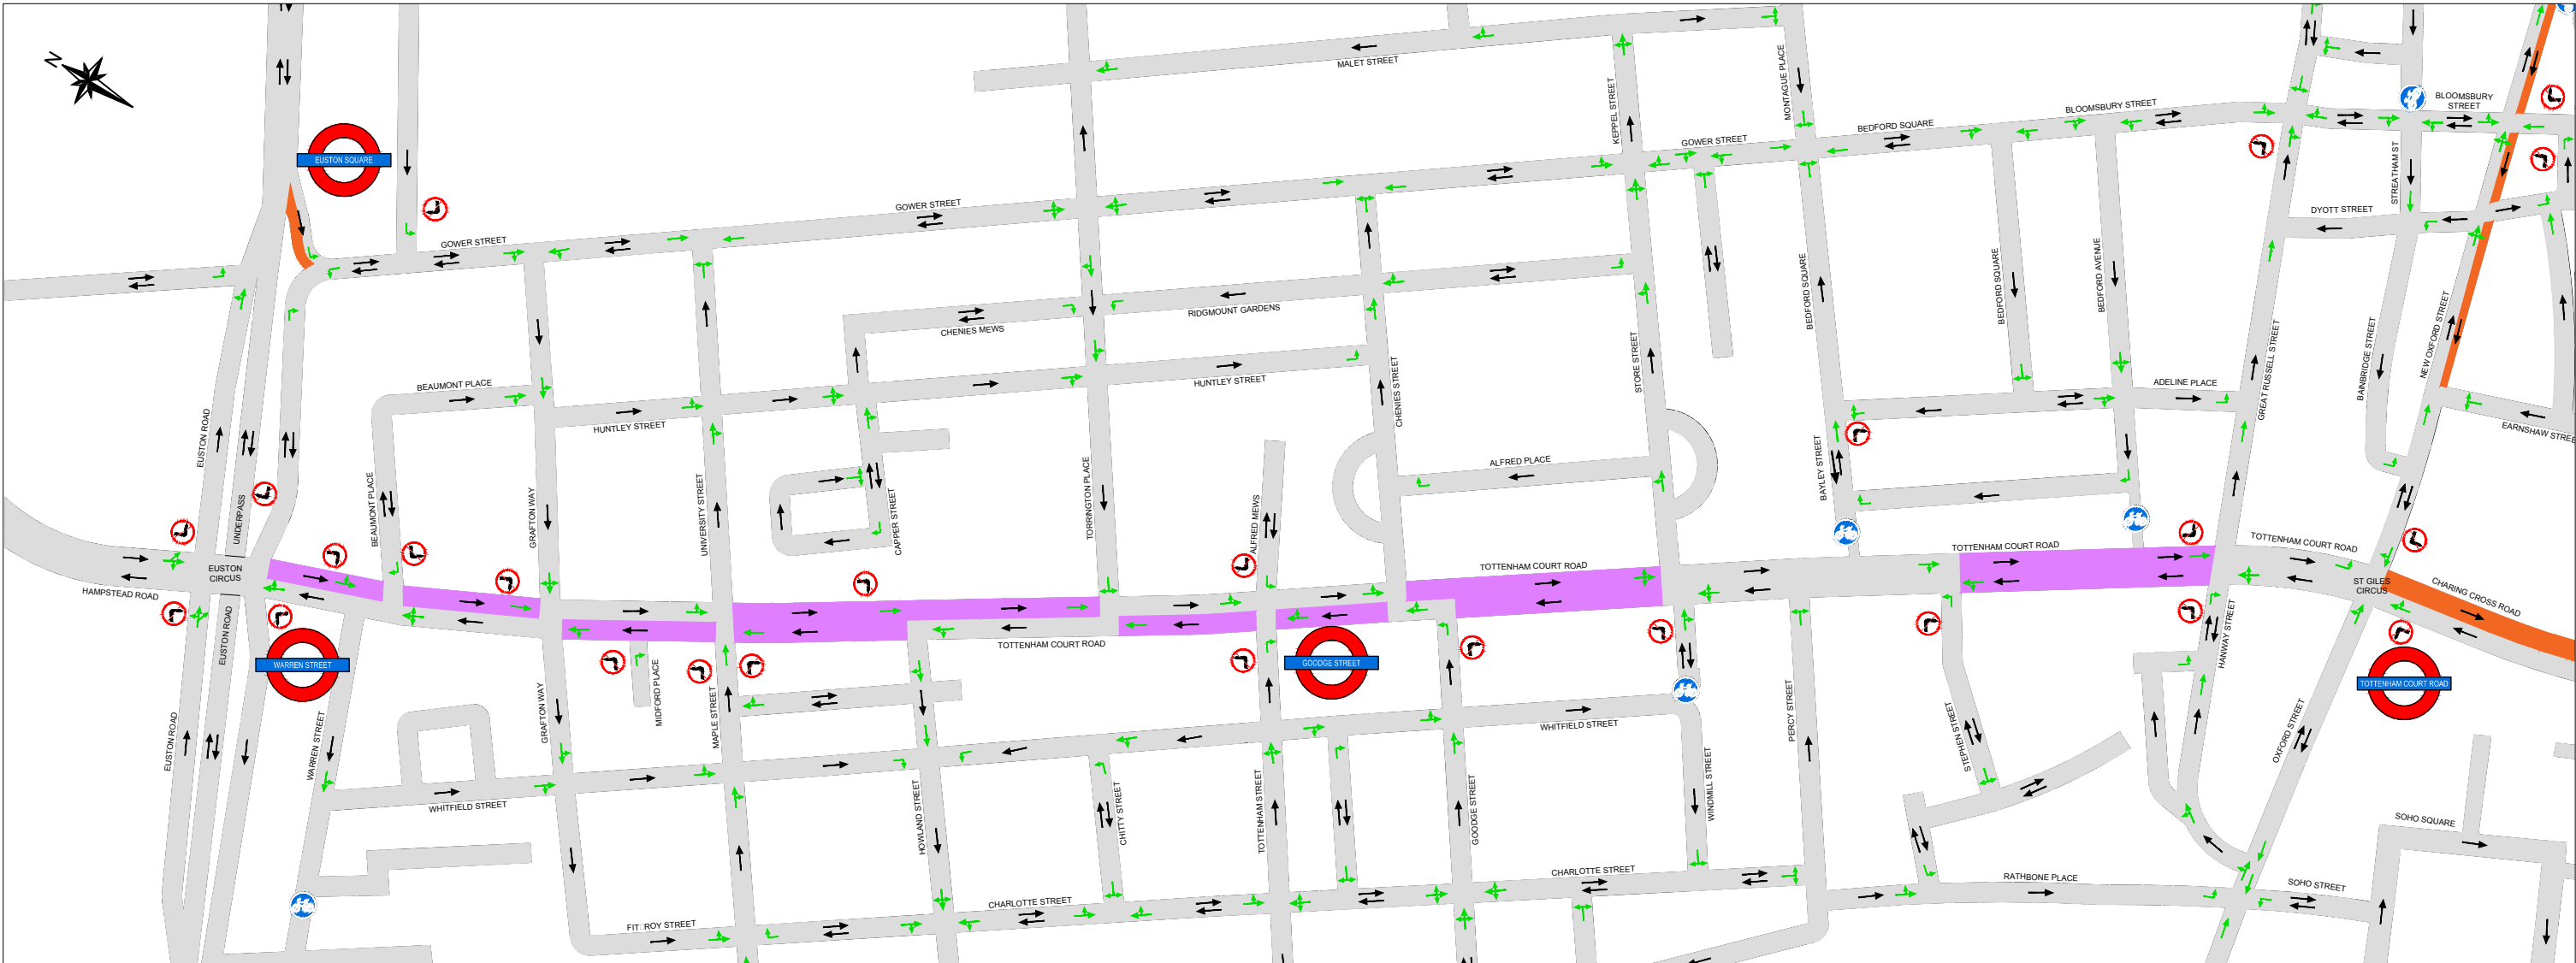 N
MALET STREET
KEPPEL STREET
MONTAGUE PLACE
BLOOMSBURY STREET
BLOOMSBURY
STREET
EUSTON SQUARE
GOWER STREET
BEDFORD SQUARE
GOWER STREET
GOWER STREET
STREATHAM ST
DYOTT STREET
BEDFORD SQUARE
BEDFORD SQUARE
BEDFORD AVENUE
CHENIES MEWS
RIDGMOUNT GARDENS
GREAT RUSSELL STREET
BAINBRIDGE STREET
NEW OXFORD STREET
STORE STREET
CHENIES STREET
BEAUMONT PLACE
HUNTLEY STREET
ADELINE PLACE
HUNTLEY STREET
EARNSHAW STREE
EUSTON ROAD
UNDERPASS
BEAUMONT PLACE
GRAFTON WAY
UNIVERSITY STREET
CAPPER STREET
TORRINGTON PLACE
ALFRED MEWS
ALFRED PLACE
BAYLEY STREET
TOTTENHAM COURT ROAD
TOTTENHAM COURT ROAD
TOTTENHAM COURT ROAD
EUSTON
CIRCUS
HAMPSTEAD ROAD
ST GILES
CIRCUS
CHARING CROSS ROAD
EUSTON ROAD
WARREN STREET
TOTTENHAM COURT ROAD
GOODGE STREET
HANWAY STREET
TOTTENHAM COURT ROAD
EUSTON ROAD
WARREN STREET
GRAFTON WAY
MIDFORD PLACE
MAPLE STREET
WHITFIELD STREET
PERCY STREET
STEPHEN STREET
OXFORD STREET
WHITFIELD STREET
HOWLAND STREET
CHITTY STREET
TOTTENHAM STREET
GOODGE STREET
WINDMILL STREET
SOHO SQUARE
CHARLOTTE STREET
RATHBONE PLACE
SOHO STREET
CHARLOTTE STREET
FITZROY STREET